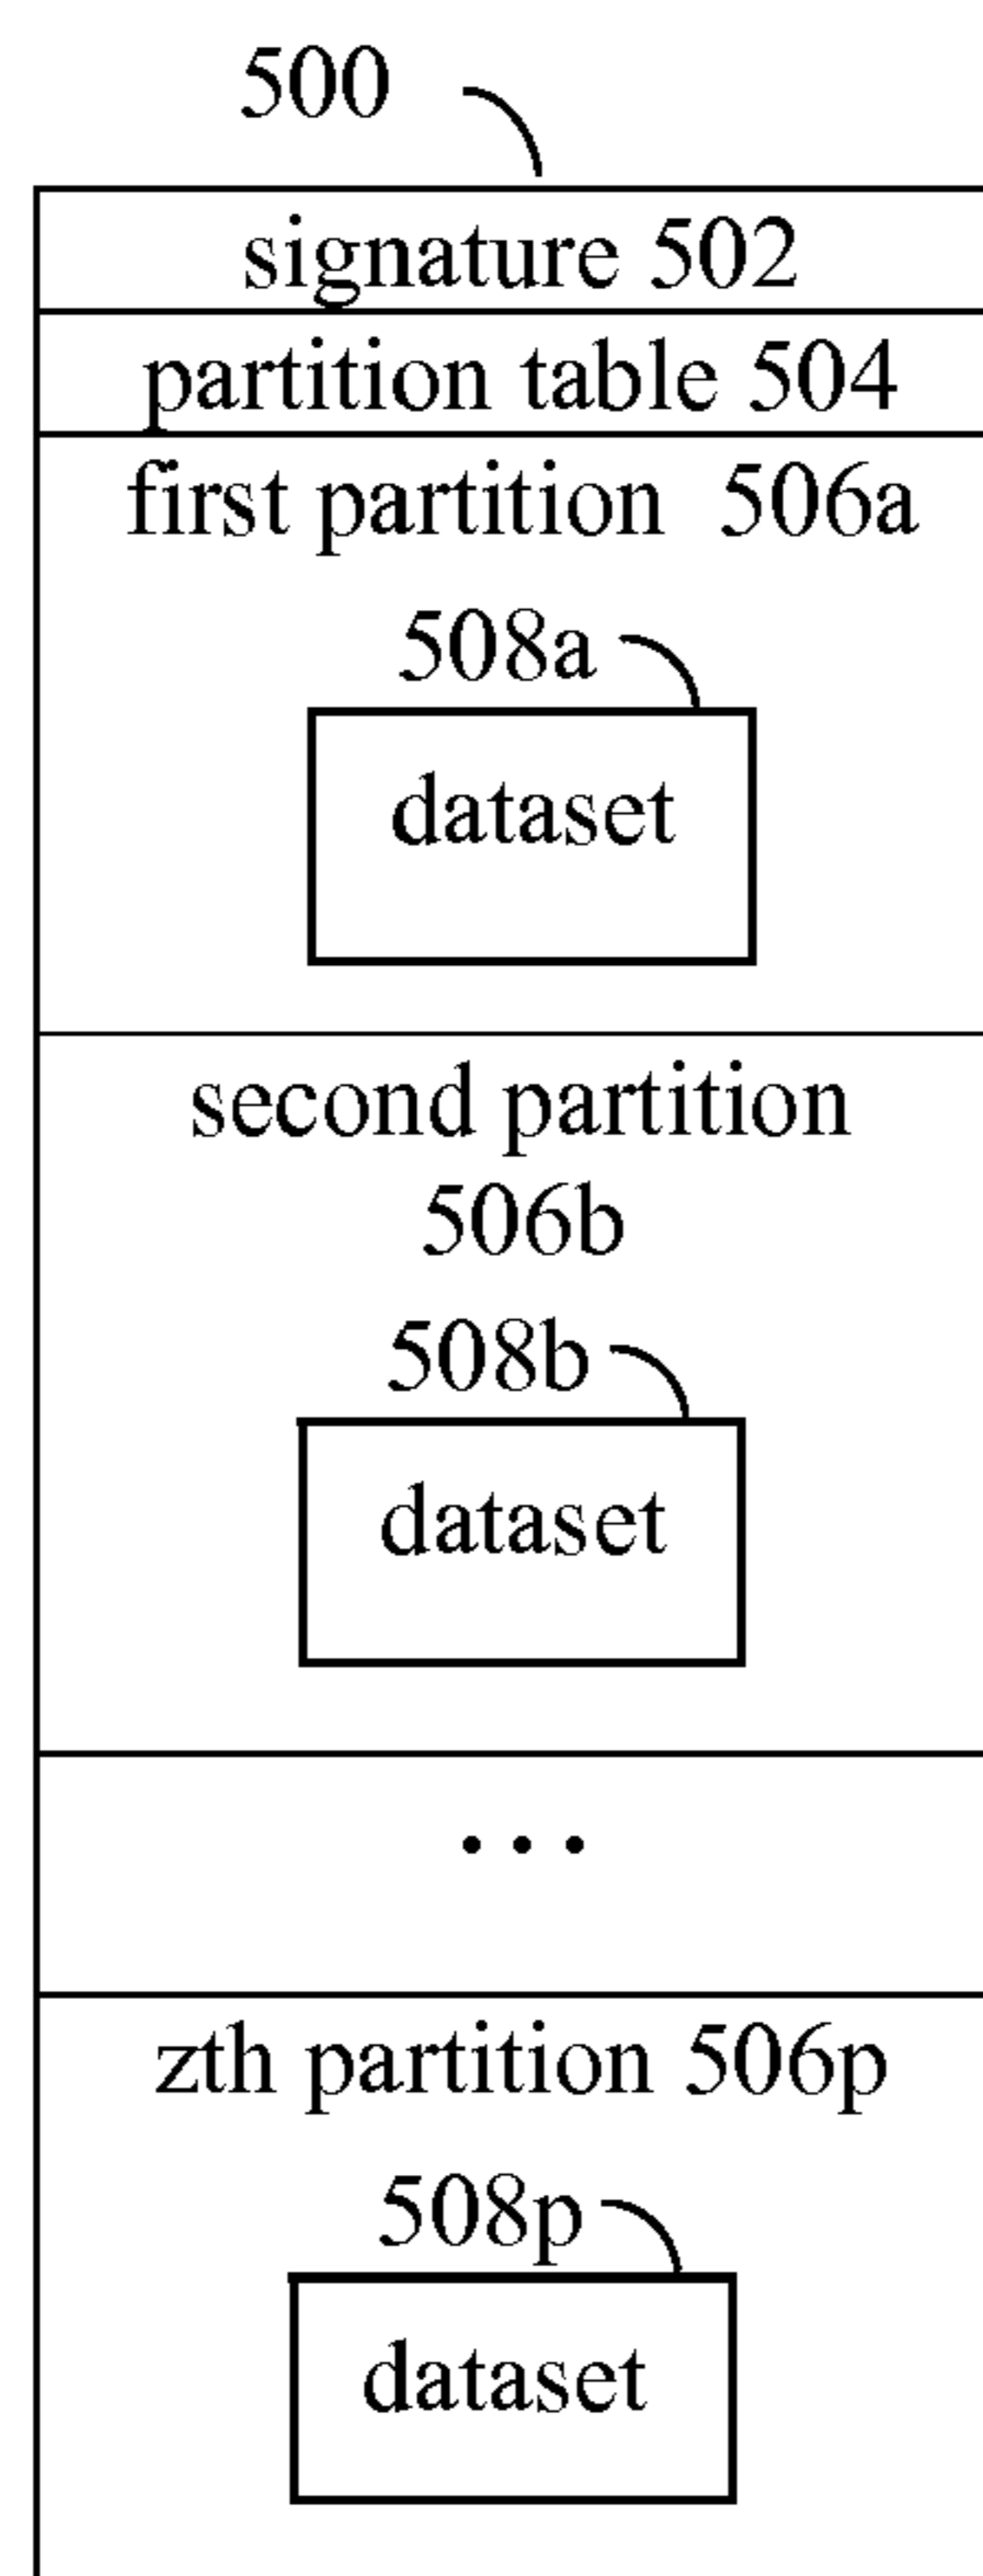 500
signature 502
partition table 504
first partition 506a
508a
dataset
second partition
506b
508b
dataset
...
zth partition 506p
508p
dataset